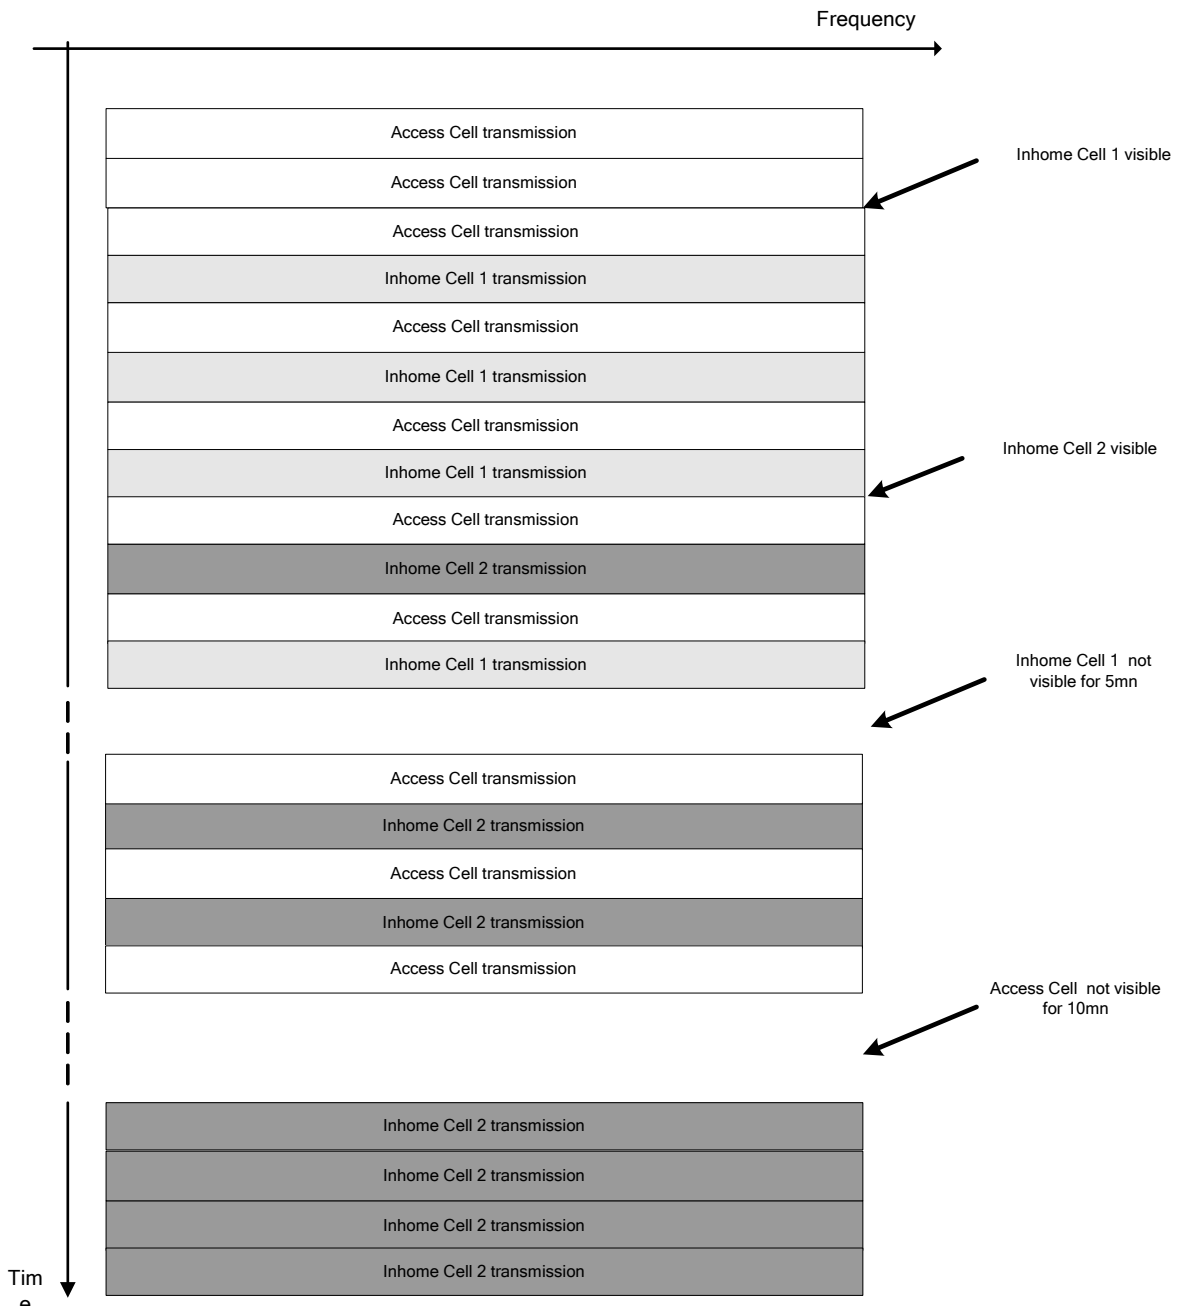 Frequency
Access Cell transmission
Inhome Cell 1 visible
Access Cell transmission
Access Cell transmission
Inhome Cell 1 transmission
Access Cell transmission
Inhome Cell 1 transmission
Access Cell transmission
Inhome Cell 2 visible
Inhome Cell 1 transmission
Access Cell transmission
Inhome Cell 2 transmission
Access Cell transmission
Inhome Cell 1 transmission
Inhome Cell 1 not
visible for 5mn
Access Cell transmission
Inhome Cell 2 transmission
Access Cell transmission
Inhome Cell 2 transmission
Access Cell transmission
Access Cell not visible
for 10mn
Inhome Cell 2 transmission
Inhome Cell 2 transmission
Inhome Cell 2 transmission
Inhome Cell 2 transmission
Tim
e